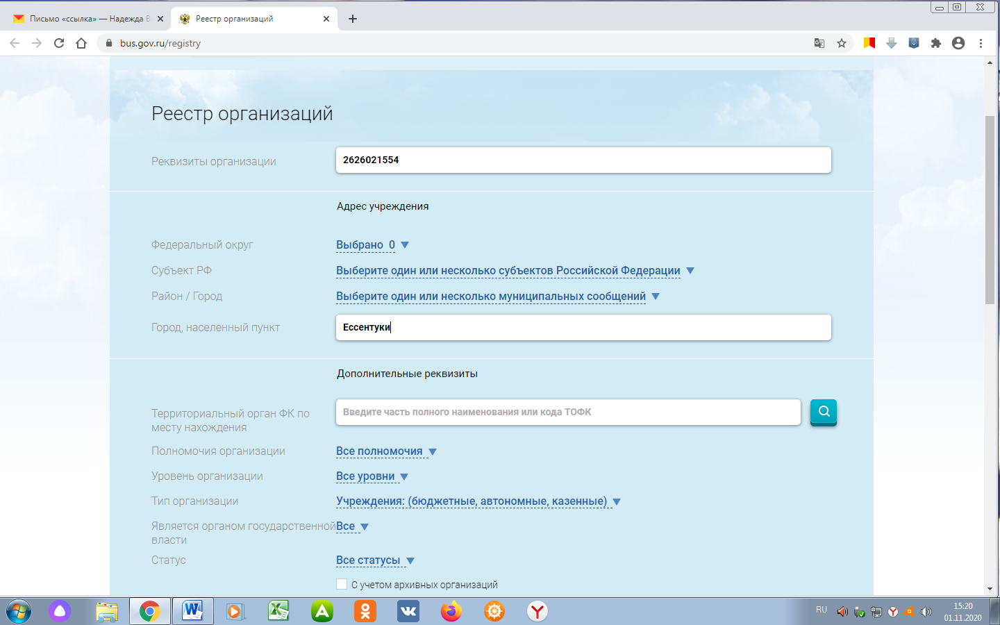 Письмо «ссылка» — Надежда В
Реестр организаций
bus.gov.ru/registry
Реестр организаций
Реквизиты организации
2626021554
Адрес учреждения
Федеральный округ
Выбрано 0
Субъект РФ
Выберите один или несколько субъектов Российской Федерации
Район / Город
Выберите один или несколько муниципальных сообщений
Город, населенный пункт
Ессентуки
Дополнительные реквизиты
Территориальный орган ФК по
месту нахождения
Введите часть полного наименования или кода ТОФК
Полномочия организации
Все полномочия
Уровень организации
Все уровни
Тип организации
Учреждения: (бюджетные, автономные, казенные)
Является органом государственной
власти
Все
Статус
Все статусы
С учетом архивных организаций
RU
15:20
01.11.2020